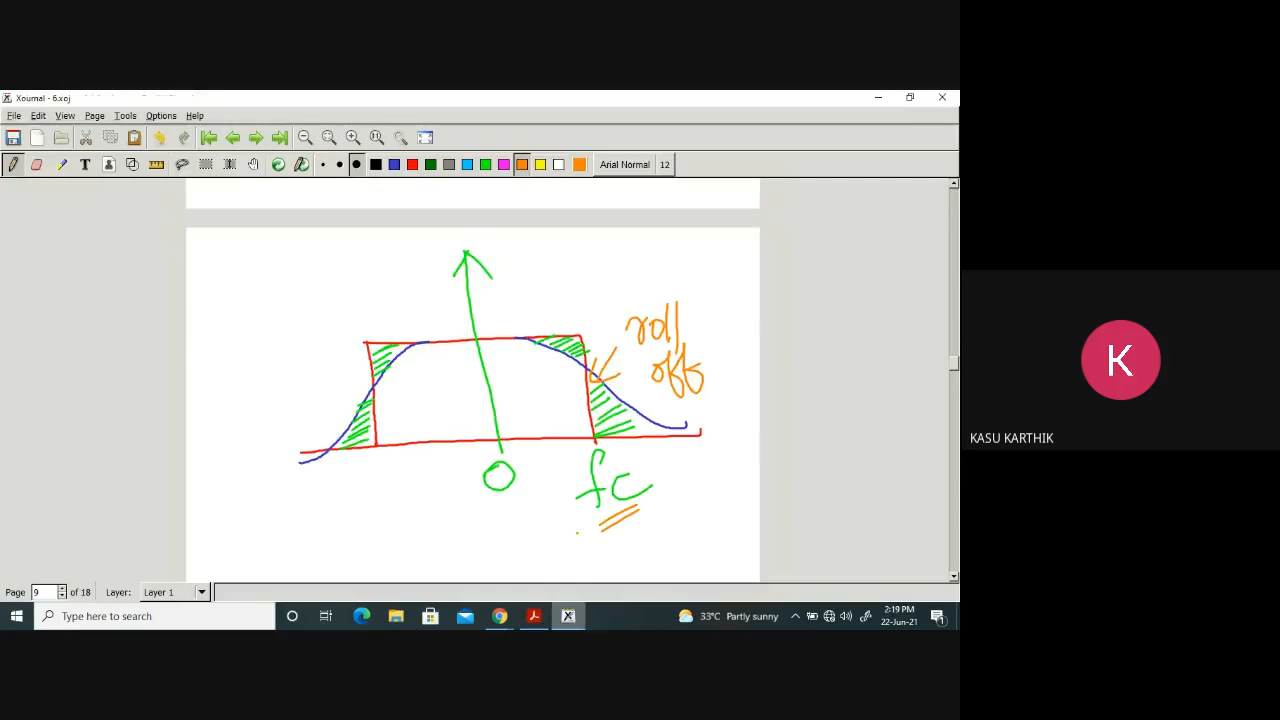 Xournal - 6.xoj
File Edit View Page Tools Options Help
T
Arial Normal 12
roll
off
0
fc
K
KASU KARTHIK
Page 9 of 18 Layer: Layer 1
Type here to search
33°C Partly sunny
2:19 PM
22-Jun-21
1